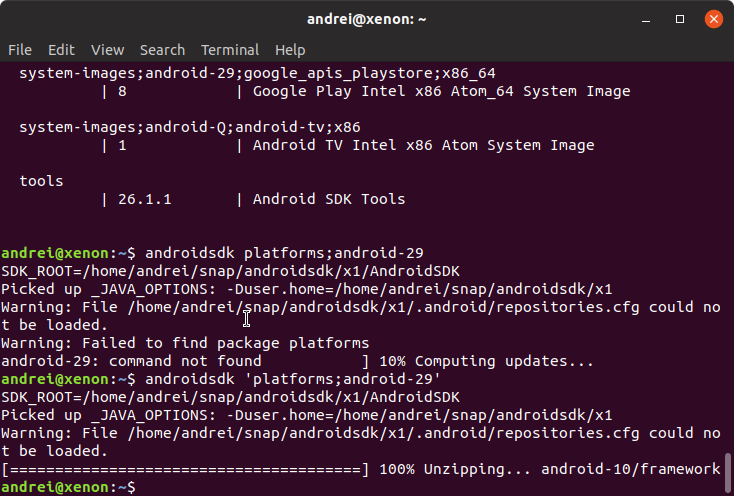 andrei@xenon: ~
File Edit View Search Terminal Help
system-images;android-29;google_apis_playstore;x86_64
| 8 | Google Play Intel x86 Atom_64 System Image
system-images;android-Q;android-tv;x86
| 1 | Android TV Intel x86 Atom System Image
tools
| 26.1.1 | Android SDK Tools
andrei@xenon:~$ androidsdk platforms;android-29
SDK_ROOT=/home/andrei/snap/androidsdk/x1/AndroidSDK
Picked up _JAVA_OPTIONS: -Duser.home=/home/andrei/snap/androidsdk/x1
Warning: File /home/andrei/snap/androidsdk/x1/.android/repositories.cfg could no
t be loaded.
Warning: Failed to find package platforms
android-29: command not found ] 10% Computing updates...
andrei@xenon:~$ androidsdk 'platforms;android-29'
SDK_ROOT=/home/andrei/snap/androidsdk/x1/AndroidSDK
Picked up _JAVA_OPTIONS: -Duser.home=/home/andrei/snap/androidsdk/x1
Warning: File /home/andrei/snap/androidsdk/x1/.android/repositories.cfg could no
t be loaded.
[=======================================] 100% Unzipping... android-10/framework
andrei@xenon:~$